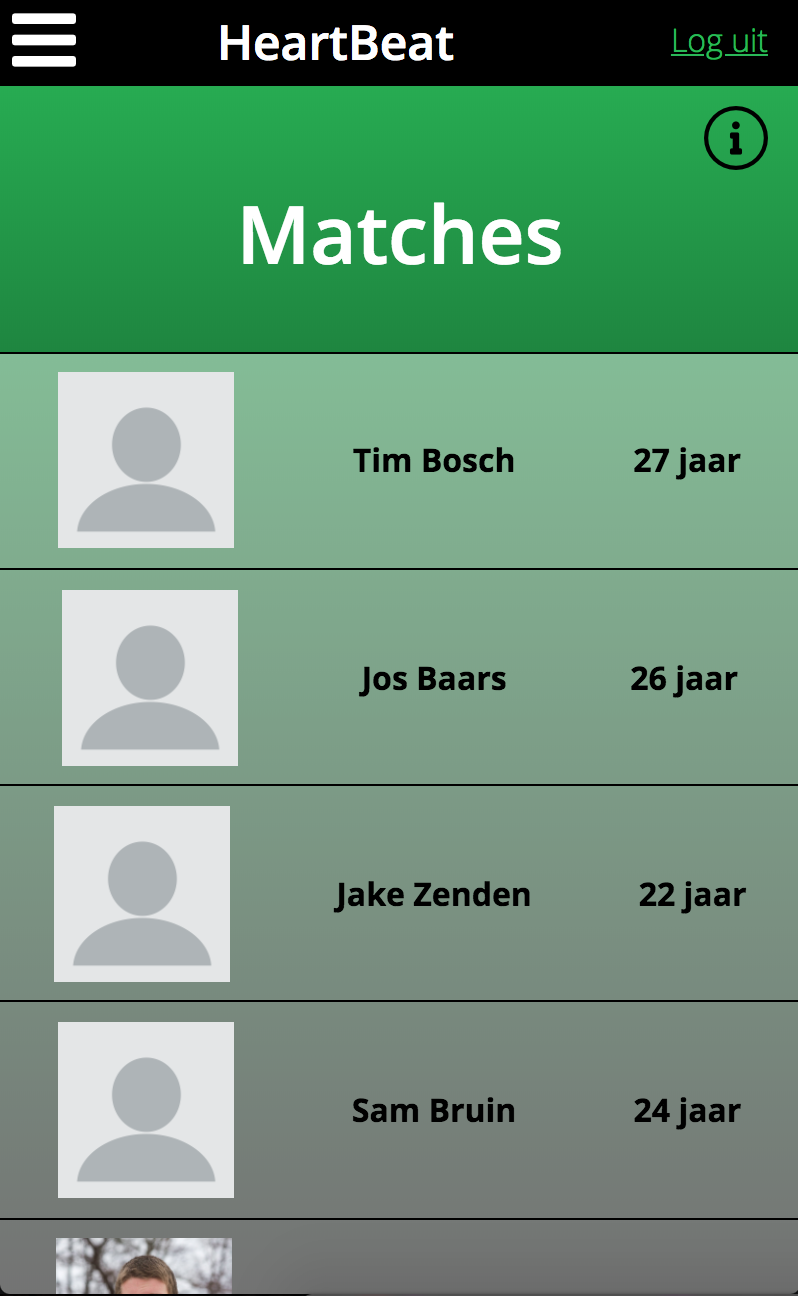 HeartBeat
Log uit
Matches
Tim Bosch 27 jaar
Jos Baars 26 jaar
Jake Zenden 22 jaar
Sam Bruin 24 jaar